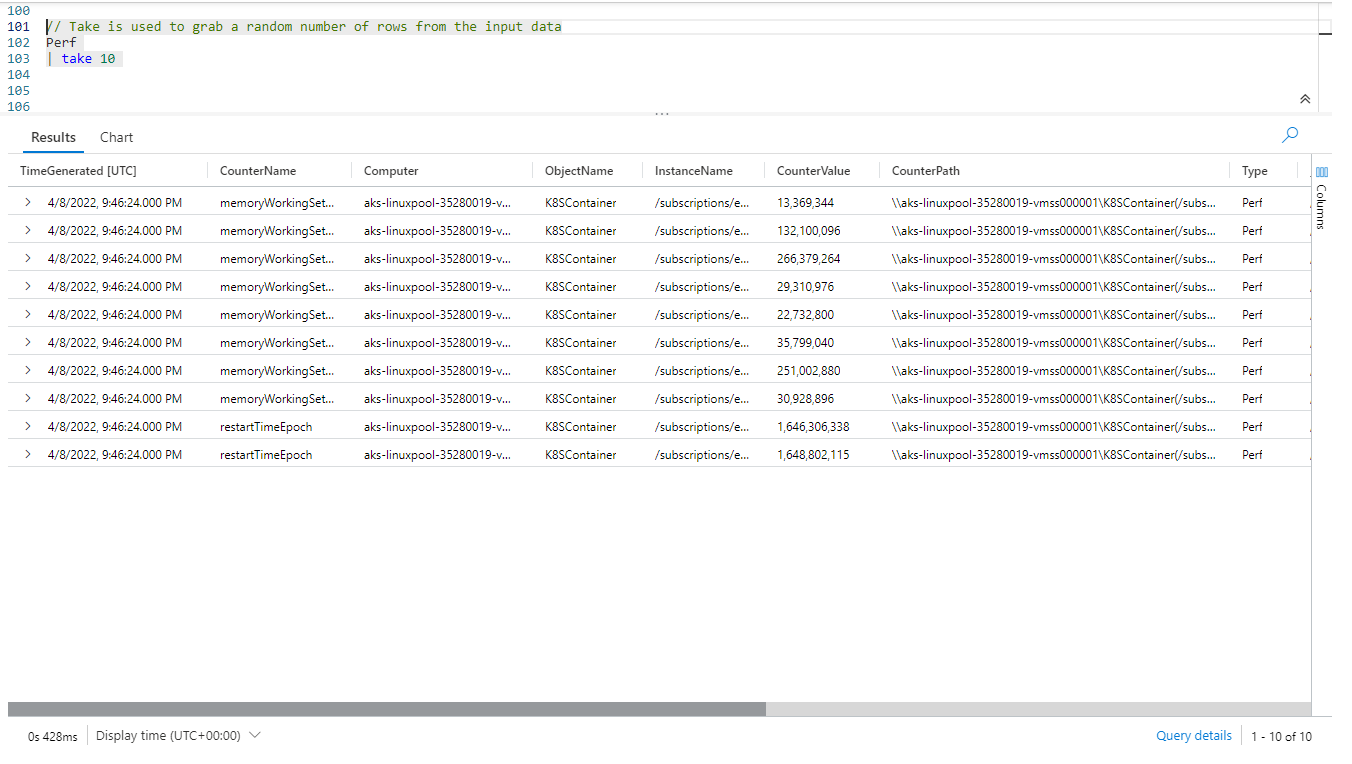 100
101 // Take is used to grab a random number of rows from the input data
102 Perf
103 | take 10
104
105
106
...
Results Chart
TimeGenerated [UTC] CounterName Computer ObjectName InstanceName CounterValue CounterPath Type
4/8/2022, 9:46:24.000 PM memoryWorkingSet... aks-linuxpool-35280019-v... K8SContainer /subscriptions/e... 13,369,344 \\aks-linuxpool-35280019-vmss000001\K8SContainer(/subs... Perf
4/8/2022, 9:46:24.000 PM memoryWorkingSet... aks-linuxpool-35280019-v... K8SContainer /subscriptions/e... 132,100,096 \\aks-linuxpool-35280019-vmss000001\K8SContainer(/subs... Perf
4/8/2022, 9:46:24.000 PM memoryWorkingSet... aks-linuxpool-35280019-v... K8SContainer /subscriptions/e... 266,379,264 \\aks-linuxpool-35280019-vmss000001\K8SContainer(/subs... Perf
4/8/2022, 9:46:24.000 PM memoryWorkingSet... aks-linuxpool-35280019-v... K8SContainer /subscriptions/e... 29,310,976 \\aks-linuxpool-35280019-vmss000001\K8SContainer(/subs... Perf
4/8/2022, 9:46:24.000 PM memoryWorkingSet... aks-linuxpool-35280019-v... K8SContainer /subscriptions/e... 22,732,800 \\aks-linuxpool-35280019-vmss000001\K8SContainer(/subs... Perf
4/8/2022, 9:46:24.000 PM memoryWorkingSet... aks-linuxpool-35280019-v... K8SContainer /subscriptions/e... 35,799,040 \\aks-linuxpool-35280019-vmss000001\K8SContainer(/subs... Perf
4/8/2022, 9:46:24.000 PM memoryWorkingSet... aks-linuxpool-35280019-v... K8SContainer /subscriptions/e... 251,002,880 \\aks-linuxpool-35280019-vmss000001\K8SContainer(/subs... Perf
4/8/2022, 9:46:24.000 PM memoryWorkingSet... aks-linuxpool-35280019-v... K8SContainer /subscriptions/e... 30,928,896 \\aks-linuxpool-35280019-vmss000001\K8SContainer(/subs... Perf
4/8/2022, 9:46:24.000 PM restartTimeEpoch aks-linuxpool-35280019-v... K8SContainer /subscriptions/e... 1,646,306,338 \\aks-linuxpool-35280019-vmss000001\K8SContainer(/subs... Perf
4/8/2022, 9:46:24.000 PM restartTimeEpoch aks-linuxpool-35280019-v... K8SContainer /subscriptions/e... 1,648,802,115 \\aks-linuxpool-35280019-vmss000001\K8SContainer(/subs... Perf
Columns
0s 428ms Display time (UTC+00:00) Query details 1 - 10 of 10